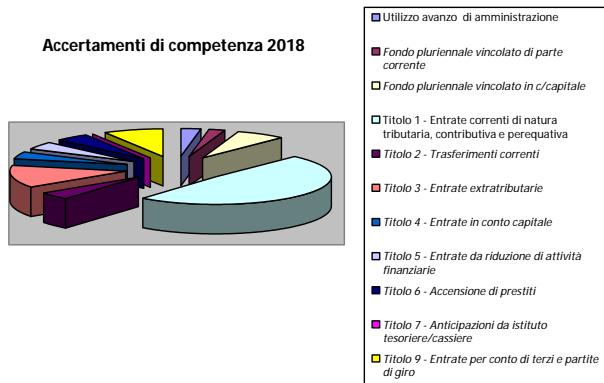 Accertamenti di competenza 2018
Utilizzo avanzo di amministrazione
Fondo pluriennale vincolato di parte
corrente
Fondo pluriennale vincolato in c/capitale
Titolo 1 - Entrate correnti di natura
tributaria, contributiva e perequativa
Titolo 2 - Trasferimenti correnti
Titolo 3 - Entrate extratributarie
Titolo 4 - Entrate in conto capitale
Titolo 5 - Entrate da riduzione di attività
finanziarie
Titolo 6 - Accensione di prestiti
Titolo 7 - Anticipazioni da istituto
tesoriere/cassiere
Titolo 9 - Entrate per conto di terzi e partite
di giro